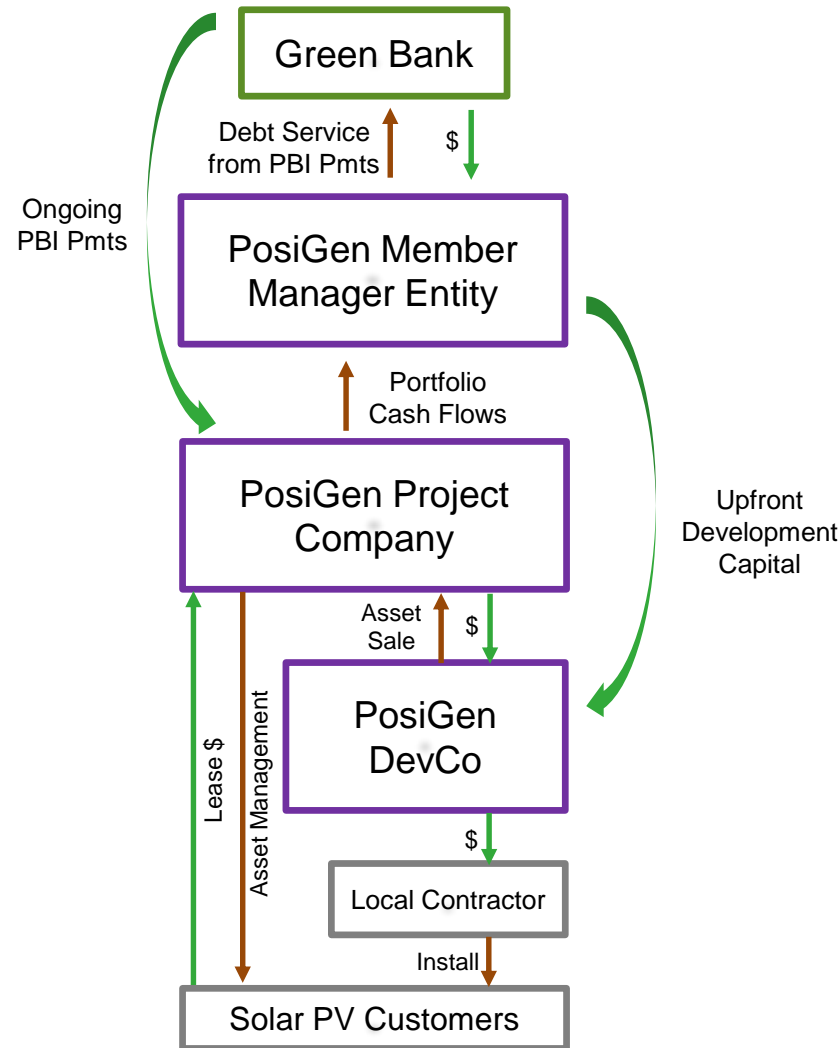 Green Bank
Debt Service
from PBI Pmts
$
Ongoing
PBI Pmts
PosiGen Member
Manager Entity
Portfolio
Cash Flows
PosiGen Project
Company
Upfront
Development
Capital
Asset
Sale
$
PosiGen
DevCo
Lease $
Asset Management
$
Local Contractor
Install
Solar PV Customers